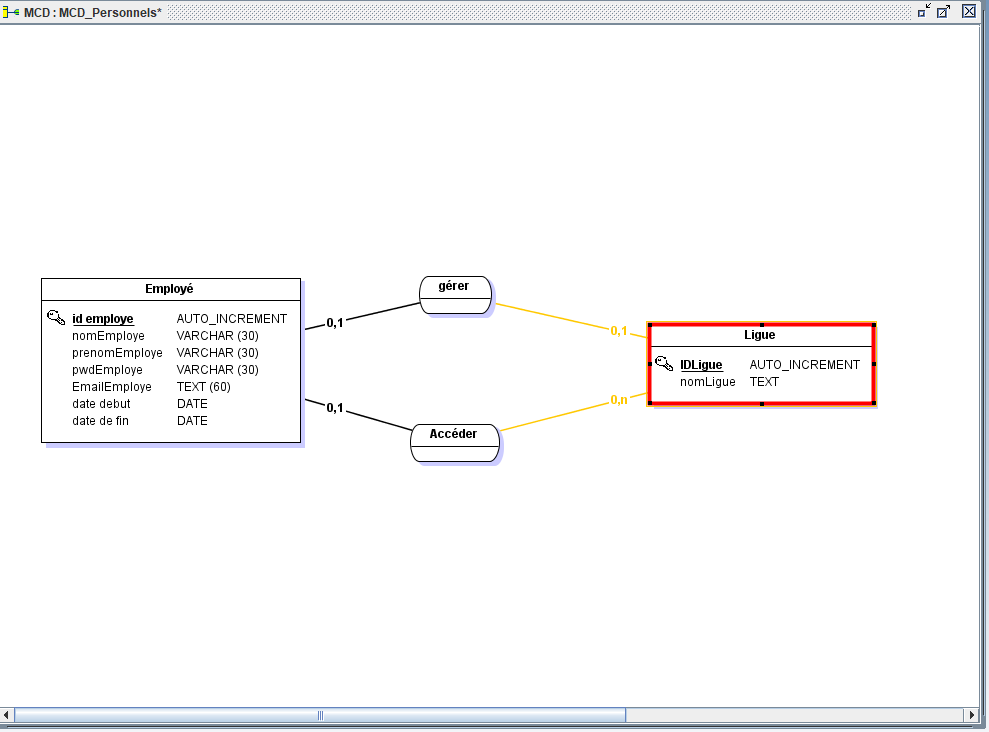 MCD : MCD_Personnels*
Employé
id employe AUTO_INCREMENT
nomEmploye VARCHAR (30)
prenomEmploye VARCHAR (30)
pwdEmploye VARCHAR (30)
EmailEmploye TEXT (60)
date debut DATE
date de fin DATE
0,1
gérer
0,1
0,1
Accéder
0,n
Ligue
IDLigue AUTO_INCREMENT
nomLigue TEXT